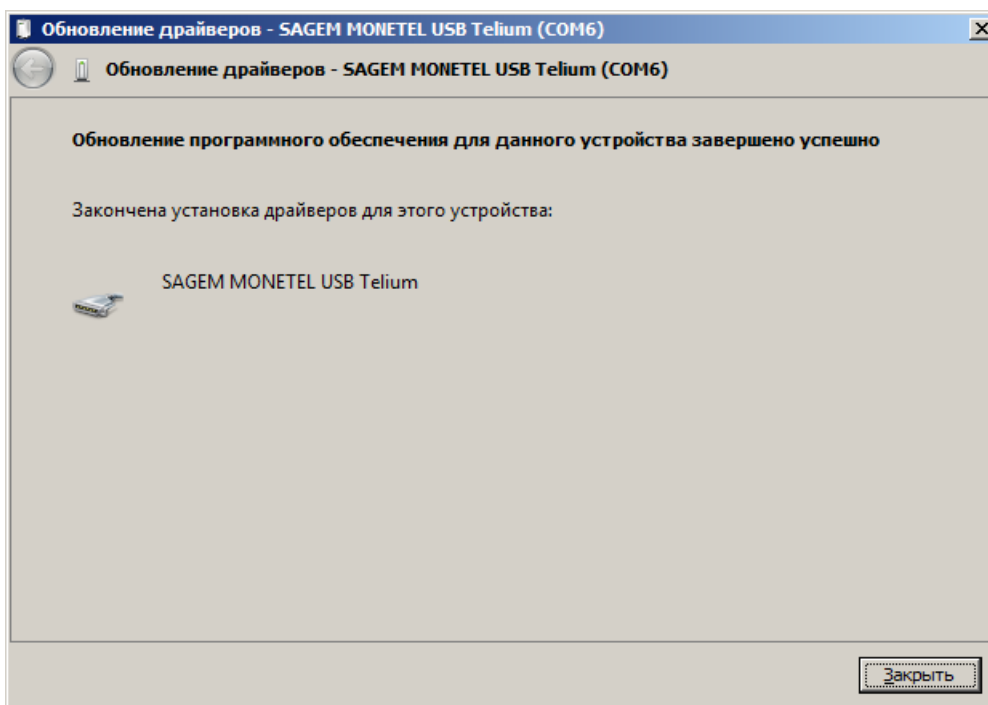 Обновление драйверов - SAGEM MONETEL USB Telium (COM6)
Обновление драйверов - SAGEM MONETEL USB Telium (COM6)
Обновление программного обеспечения для данного устройства завершено успешно
Закончена установка драйверов для этого устройства:
SAGEM MONETEL USB Telium
Закрыть